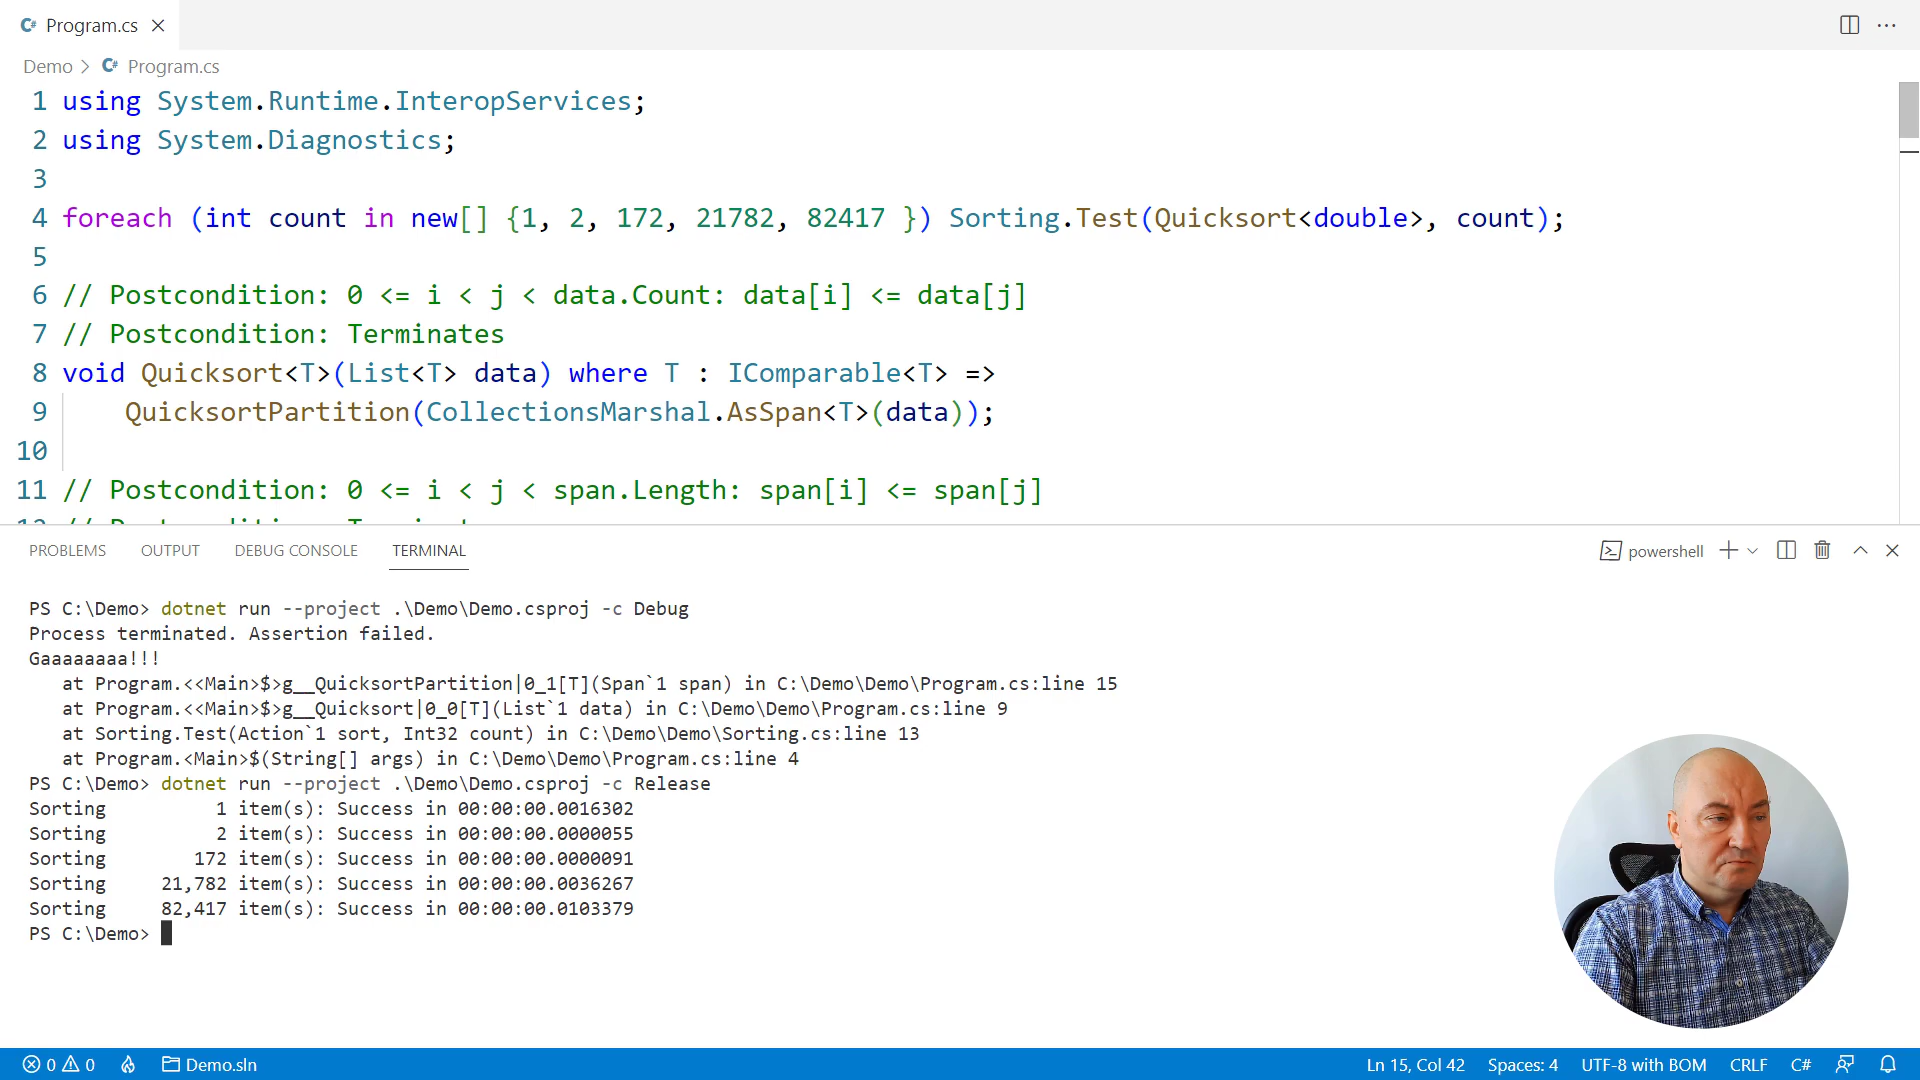 Program.cs
Demo > Program.cs
1 using System.Runtime.InteropServices;
2 using System.Diagnostics;
3
4 foreach (int count in new[] {1, 2, 172, 21782, 82417 }) Sorting.Test(Quicksort<double>, count);
5
6 // Postcondition: 0 <= i < j < data.Count: data[i] <= data[j]
7 // Postcondition: Terminates
8 void Quicksort<T>(List<T> data) where T : IComparable<T> =>
9 QuicksortPartition(CollectionsMarshal.AsSpan<T>(data));
10
11 // Postcondition: 0 <= i < j < span.Length: span[i] <= span[j]
PROBLEMS OUTPUT DEBUG CONSOLE TERMINAL powershell
PS C:\Demo> dotnet run --project .\Demo\Demo.csproj -c Debug
Process terminated. Assertion failed.
Gaaaaaaaa!!!
at Program.<<Main>$>g__QuicksortPartition|0_1[T](Span`1 span) in C:\Demo\Demo\Program.cs:line 15
at Program.<<Main>$>g__Quicksort|0_0[T](List`1 data) in C:\Demo\Demo\Program.cs:line 9
at Sorting.Test(Action`1 sort, Int32 count) in C:\Demo\Demo\Sorting.cs:line 13
at Program.<Main>$(String[] args) in C:\Demo\Demo\Program.cs:line 4
PS C:\Demo> dotnet run --project .\Demo\Demo.csproj -c Release
Sorting 1 item(s): Success in 00:00:00.0016302
Sorting 2 item(s): Success in 00:00:00.0000055
Sorting 172 item(s): Success in 00:00:00.0000091
Sorting 21,782 item(s): Success in 00:00:00.0036267
Sorting 82,417 item(s): Success in 00:00:00.0103379
PS C:\Demo>
0 0 Demo.sln Ln 15, Col 42 Spaces: 4 UTF-8 with BOM CRLF C#